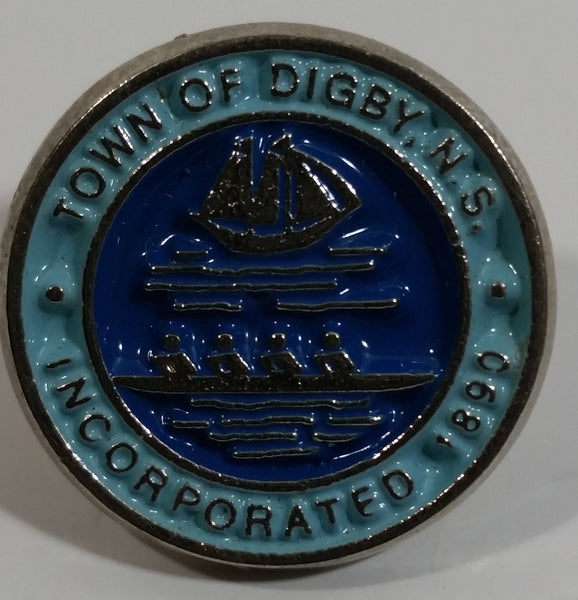 TOWN OF DIGBY, N.S.
INCORPORATED 1890